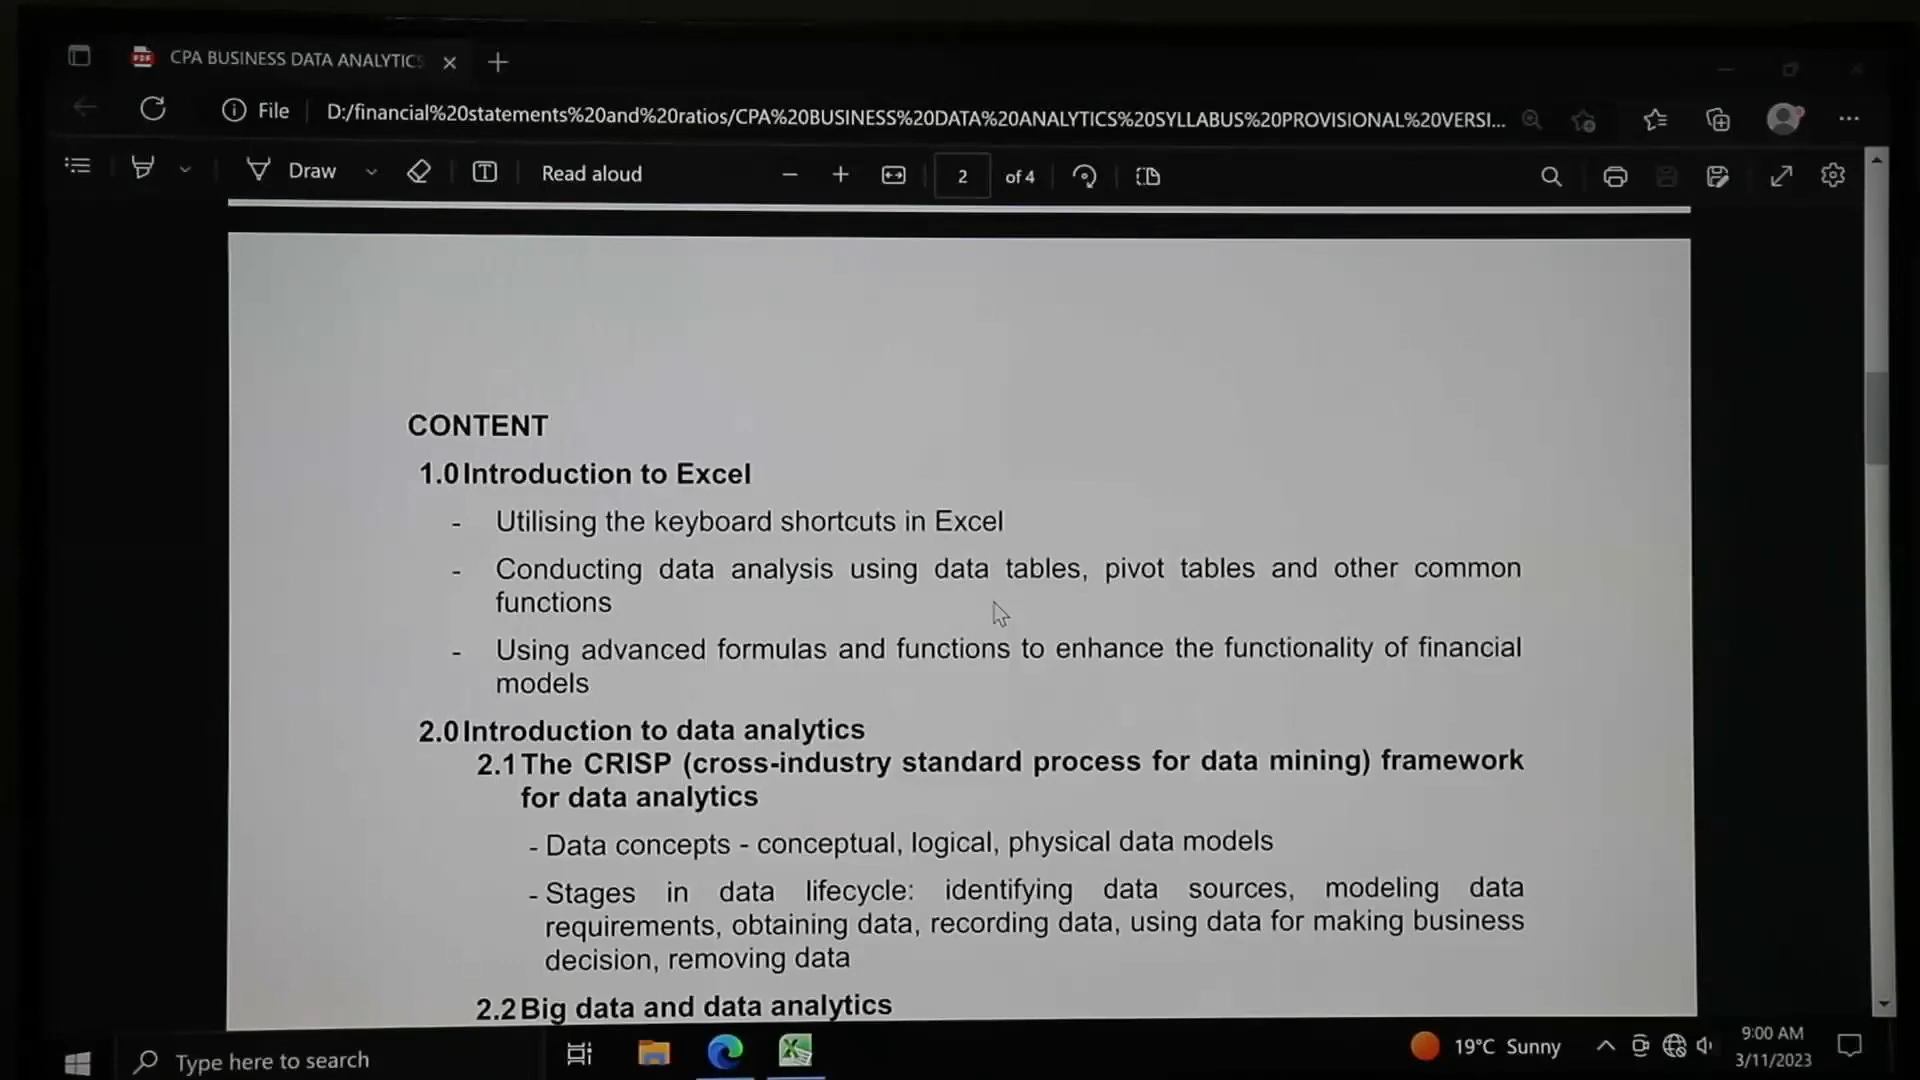 CPA BUSINESS DATA ANALYTICS
File
D:/financial%20statements%20and%20ratios/CPA%20BUSINESS%20DATA%20ANALYTICS%20SYLLABUS%20PROVISIONAL%20VERSI...
Draw
Read aloud
2
of 4
CONTENT
1.0 Introduction to Excel
- Utilising the keyboard shortcuts in Excel
- Conducting data analysis using data tables, pivot tables and other common
functions
- Using advanced formulas and functions to enhance the functionality of financial
models
2.0 Introduction to data analytics
2.1 The CRISP (cross-industry standard process for data mining) framework
for data analytics
- Data concepts - conceptual, logical, physical data models
- Stages in data lifecycle: identifying data sources, modeling data
requirements, obtaining data, recording data, using data for making business
decision, removing data
2.2 Big data and data analytics
Type here to search
19°C Sunny
9:00 AM
3/11/2023